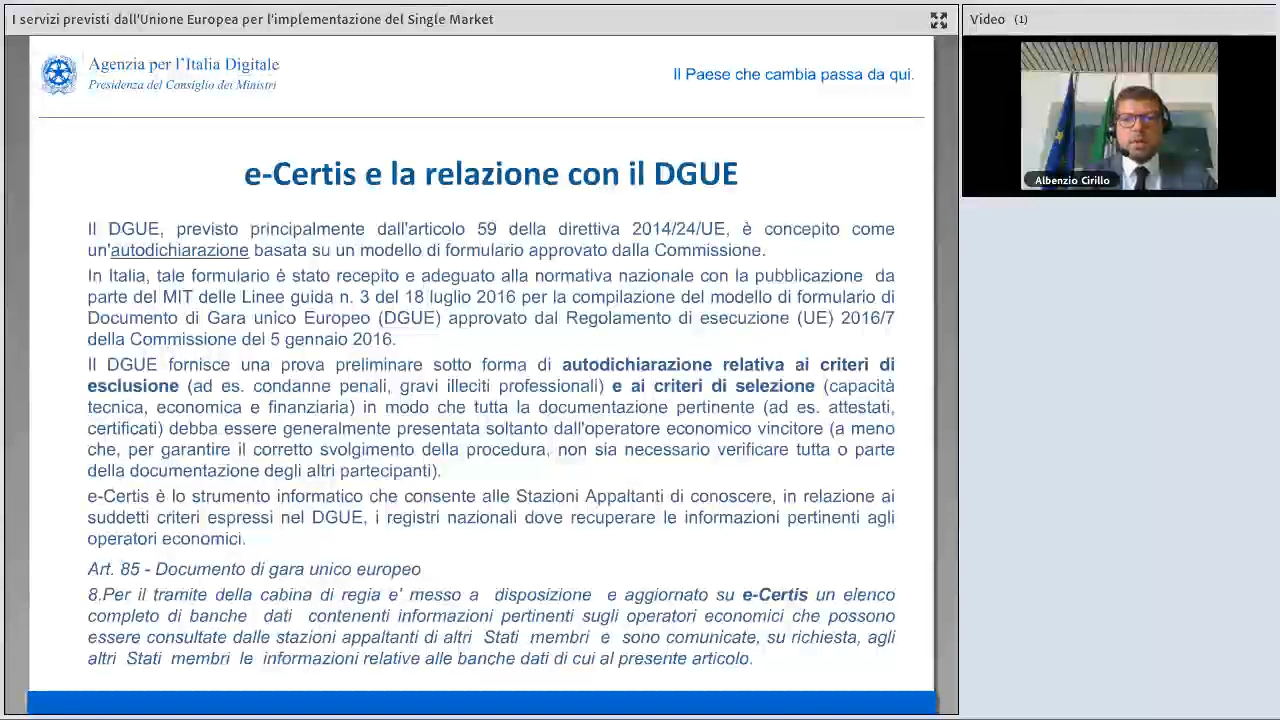 I servizi previsti dall'Unione Europea per l'implementazione del Single Market
Video (1)
Agenzia per l'Italia Digitale
Presidenza del Consiglio dei Ministri
Il Paese che cambia passa da qui.
Albenzio Cirillo
e-Certis e la relazione con il DGUE
Il DGUE, previsto principalmente dall'articolo 59 della direttiva 2014/24/UE, è concepito come
un'autodichiarazione basata su un modello di formulario approvato dalla Commissione.
In Italia, tale formulario è stato recepito e adeguato alla normativa nazionale con la pubblicazione da
parte del MIT delle Linee guida n. 3 del 18 luglio 2016 per la compilazione del modello di formulario di
Documento di Gara unico Europeo (DGUE) approvato dal Regolamento di esecuzione (UE) 2016/7
della Commissione del 5 gennaio 2016.
Il DGUE fornisce una prova preliminare sotto forma di autodichiarazione relativa ai criteri di
esclusione (ad es. condanne penali, gravi illeciti professionali) e ai criteri di selezione (capacità
tecnica, economica e finanziaria) in modo che tutta la documentazione pertinente (ad es. attestati,
certificati) debba essere generalmente presentata soltanto dall'operatore economico vincitore (a meno
che, per garantire il corretto svolgimento della procedura, non sia necessario verificare tutta o parte
della documentazione degli altri partecipanti).
e-Certis è lo strumento informatico che consente alle Stazioni Appaltanti di conoscere, in relazione ai
suddetti criteri espressi nel DGUE, i registri nazionali dove recuperare le informazioni pertinenti agli
operatori economici.
Art. 85 - Documento di gara unico europeo
8.Per il tramite della cabina di regia e' messo a disposizione e aggiornato su e-Certis un elenco
completo di banche dati contenenti informazioni pertinenti sugli operatori economici che possono
essere consultate dalle stazioni appaltanti di altri Stati membri e sono comunicate, su richiesta, agli
altri Stati membri le informazioni relative alle banche dati di cui al presente articolo.